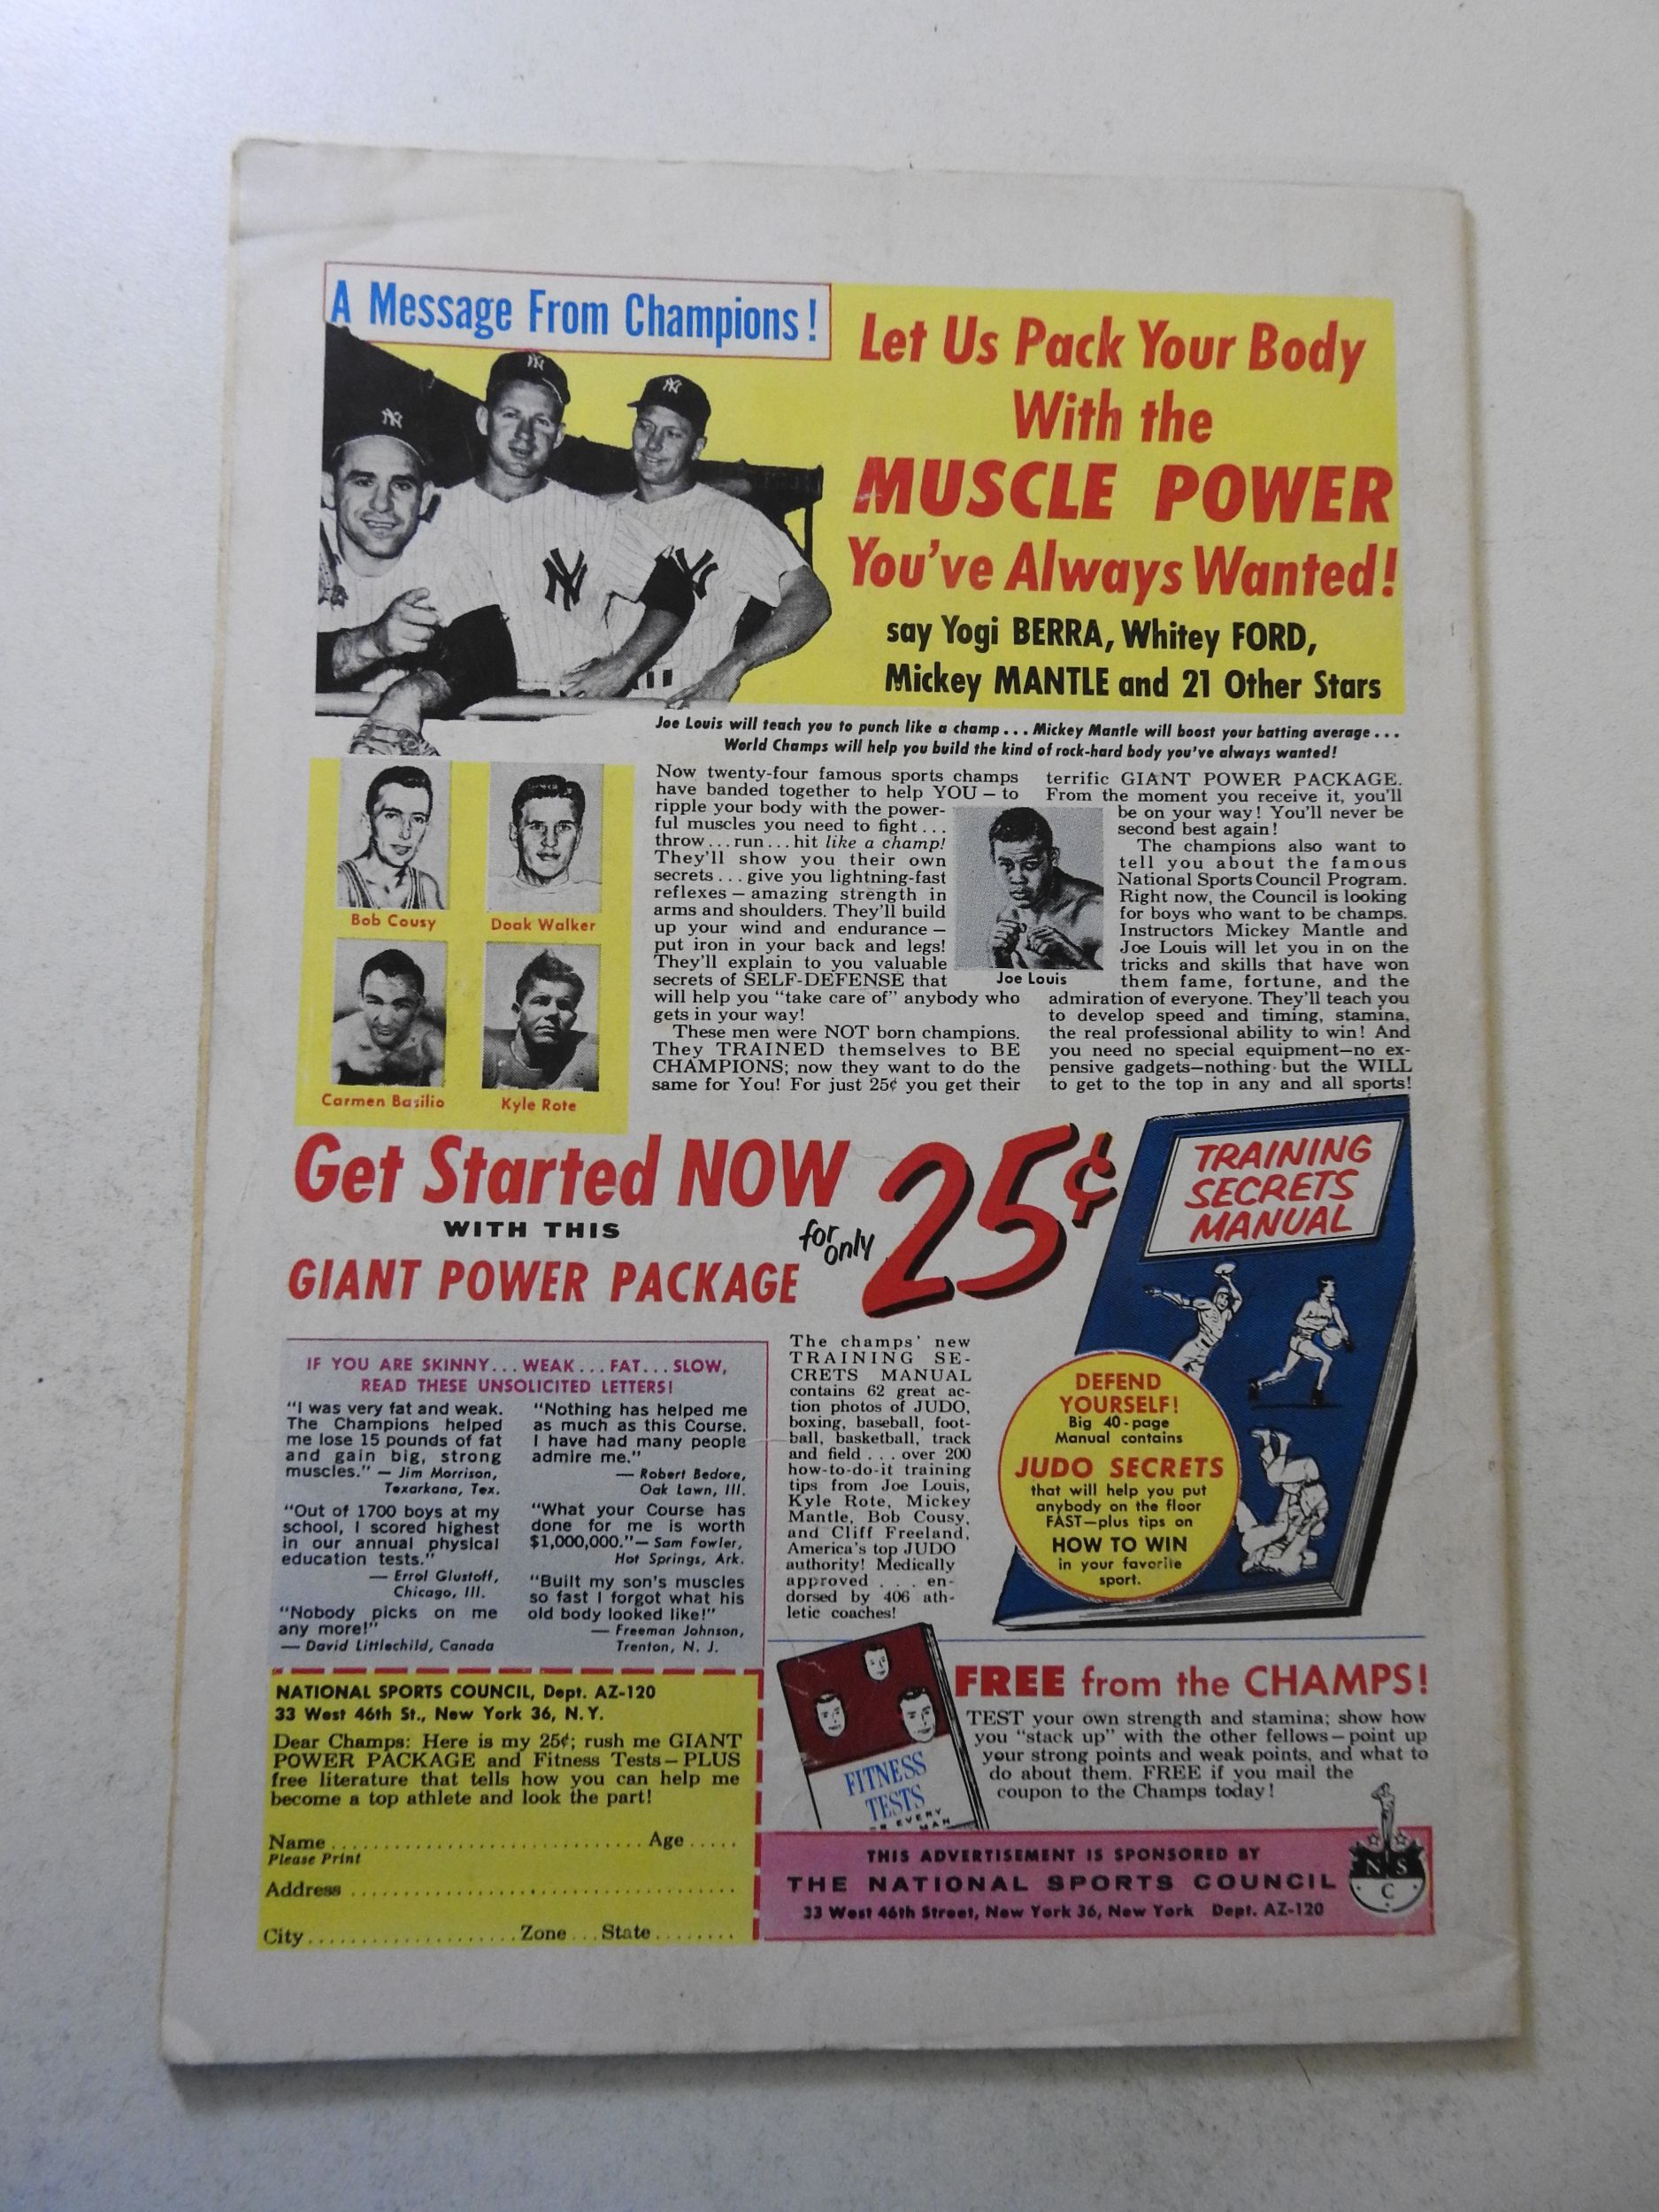 A Message From Champions!
Let Us Pack Your Body
With the
MUSCLE POWER
You've Always Wanted!
say Yogi BERRA, Whitey FORD,
Mickey MANTLE and 21 Other Stars
Joe Louis will teach you to punch like a champ... Mickey Mantle will boost your batting average...
World Champs will help you build the kind of rock-hard body you've always wanted!
Bob Cousy
Doak Walker
Carmen Basilio
Kyle Rote
Now twenty-four famous sports champs
have banded together to help YOU — to
ripple your body with the power-
ful muscles you need to fight...
throw...run...hit like a champ!
They'll show you their own
secrets...give you lightning-fast
reflexes — amazing strength in
arms and shoulders. They'll build
up your wind and endurance —
put iron in your back and legs!
They'll explain to you valuable
secrets of SELF-DEFENSE that
will help you "take care of" anybody who
gets in your way!
These men were NOT born champions.
They TRAINED themselves to BE
CHAMPIONS; now they want to do the
same for You! For just 25¢ you get their
Joe Louis
terrific GIANT POWER PACKAGE.
From the moment you receive it, you'll
be on your way! You'll never be
second best again!
The champions also want to
tell you about the famous
National Sports Council Program.
Right now, the Council is looking
for boys who want to be champs.
Instructors Mickey Mantle and
Joe Louis will let you in on the
tricks and skills that have won
them fame, fortune, and the
admiration of everyone. They'll teach you
to develop speed and timing, stamina,
the real professional ability to win! And
you need no special equipment—no ex-
pensive gadgets—nothing but the WILL
to get to the top in any and all sports!
Get Started NOW
WITH THIS
GIANT POWER PACKAGE
for only
25¢
TRAINING
SECRETS
MANUAL
DEFEND
YOURSELF!
Big 40-page
Manual contains
JUDO SECRETS
that will help you put
anybody on the floor
FAST—plus tips on
HOW TO WIN
in your favorite
sport.
IF YOU ARE SKINNY...WEAK...FAT...SLOW,
READ THESE UNSOLICITED LETTERS!
"I was very fat and weak.
The Champions helped
me lose 15 pounds of fat
and gain big, strong
muscles." — Jim Morrison,
Texarkana, Tex.
"Out of 1700 boys at my
school, I scored highest
in our annual physical
education tests."
— Errol Glustoff,
Chicago, Ill.
"Nobody picks on me
any more!"
— David Littlechild, Canada
"Nothing has helped me
as much as this Course.
I have had many people
admire me."
— Robert Bedore,
Oak Lawn, Ill.
"What your Course has
done for me is worth
$1,000,000."— Sam Fowler,
Hot Springs, Ark.
"Built my son's muscles
so fast I forgot what his
old body looked like!"
— Freeman Johnson,
Trenton, N. J.
The champs' new
TRAINING SE-
CRETS MANUAL
contains 62 great ac-
tion photos of JUDO,
boxing, baseball, foot-
ball, basketball, track
and field...over 200
how-to-do-it training
tips from Joe Louis,
Kyle Rote, Mickey
Mantle, Bob Cousy,
and Cliff Freeland,
America's top JUDO
authority! Medically
approved...en-
dorsed by 406 ath-
letic coaches!
NATIONAL SPORTS COUNCIL, Dept. AZ-120
33 West 46th St., New York 36, N.Y.
Dear Champs: Here is my 25¢; rush me GIANT
POWER PACKAGE and Fitness Tests—PLUS
free literature that tells how you can help me
become a top athlete and look the part!
Name..............................Age.....
Please Print
Address....................................
City....................Zone...State........
FITNESS
TESTS
EVERY
MAN
FREE from the CHAMPS!
TEST your own strength and stamina; show how
you "stack up" with the other fellows — point up
your strong points and weak points, and what to
do about them. FREE if you mail the
coupon to the Champs today!
THIS ADVERTISEMENT IS SPONSORED BY
THE NATIONAL SPORTS COUNCIL
33 West 46th Street, New York 36, New York Dept. AZ-120
N S
C